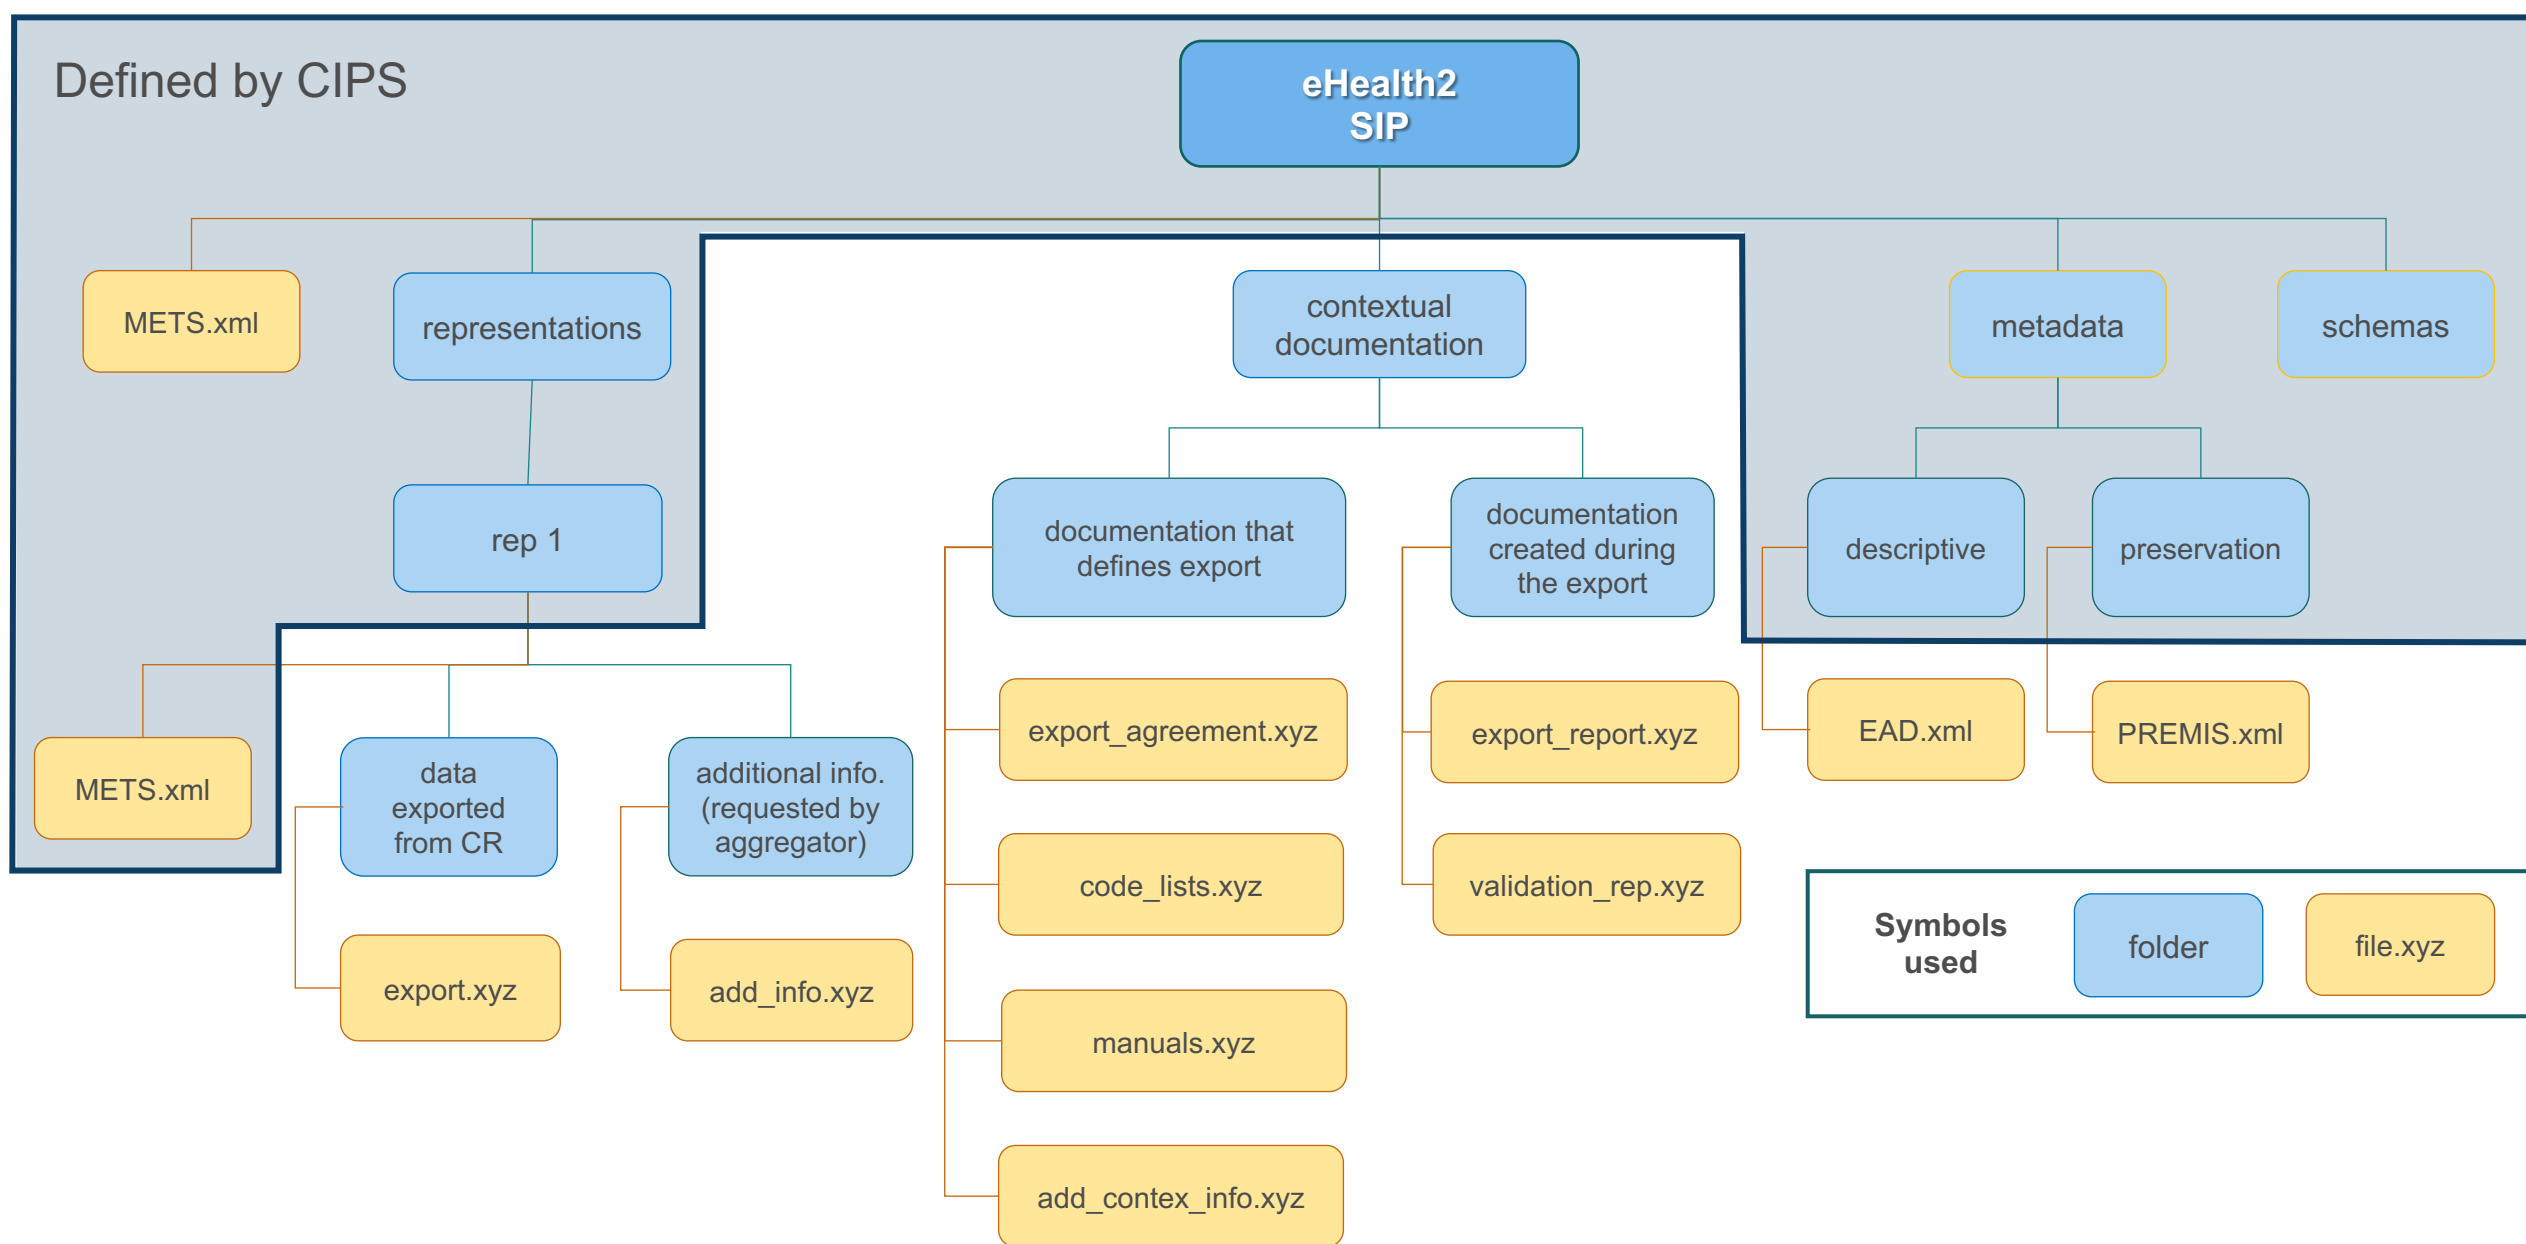 Defined by CIPS
eHealth2
SIP
METS.xml
representations
contextual
documentation
metadata
schemas
rep 1
documentation that
defines export
documentation
created during
the export
descriptive
preservation
METS.xml
data
exported
from CR
additional info.
(requested by
aggregator)
export_agreement.xyz
export_report.xyz
EAD.xml
PREMIS.xml
code_lists.xyz
validation_rep.xyz
export.xyz
add_info.xyz
manuals.xyz
add_contex_info.xyz
Symbols
used
folder
file.xyz